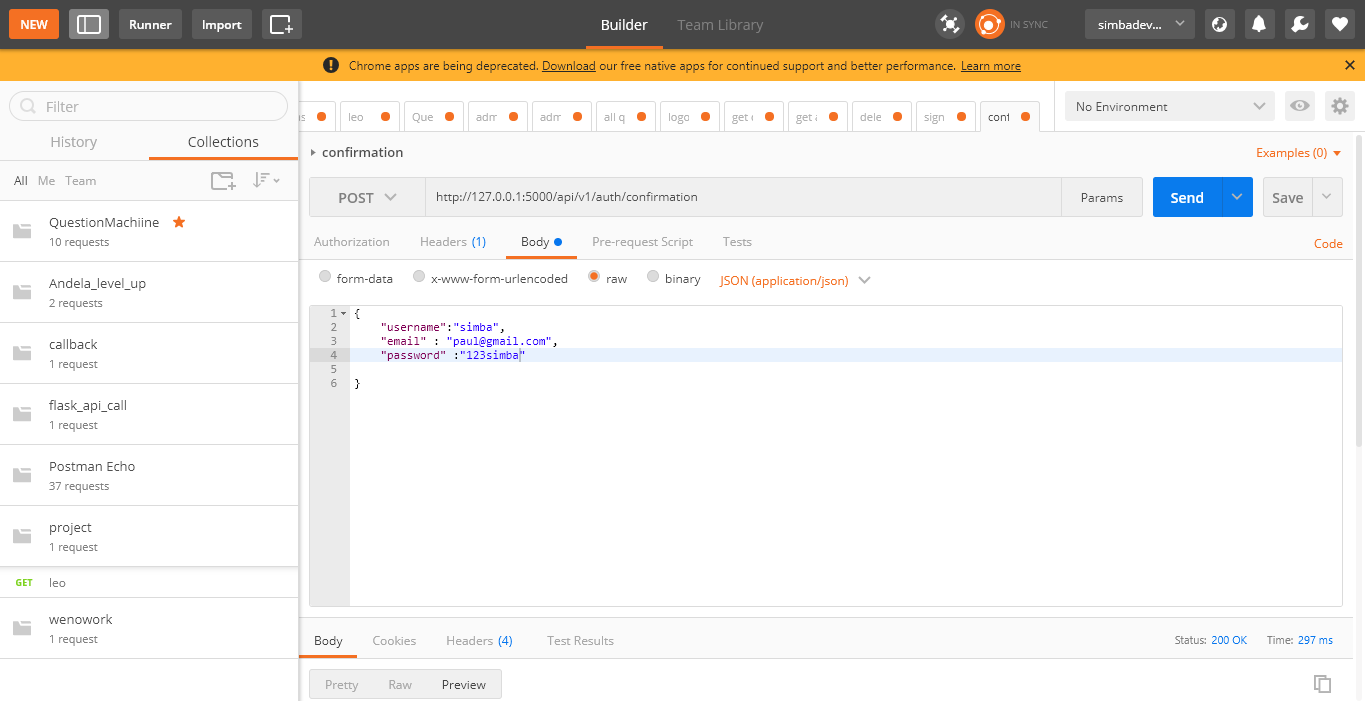 NEW Runner Import Builder Team Library IN SYNC simbadev...
Chrome apps are being deprecated. Download our free native apps for continued support and better performance. Learn more
Filter
History Collections
All Me Team
QuestionMachiine
10 requests
Andela_level_up
2 requests
callback
1 request
flask_api_call
1 request
Postman Echo
37 requests
project
1 request
GET leo
wenowork
1 request
leo Que adm adm all q logo get get dele sign conf
No Environment
confirmation Examples (0)
POST http://127.0.0.1:5000/api/v1/auth/confirmation Params Send Save
Authorization Headers (1) Body Pre-request Script Tests Code
form-data x-www-form-urlencoded raw binary JSON (application/json)
1 {
2 "username":"simba",
3 "email" : "paul@gmail.com",
4 "password" :"123simba"
5
6 }
Body Cookies Headers (4) Test Results Status: 200 OK Time: 297 ms
Pretty Raw Preview